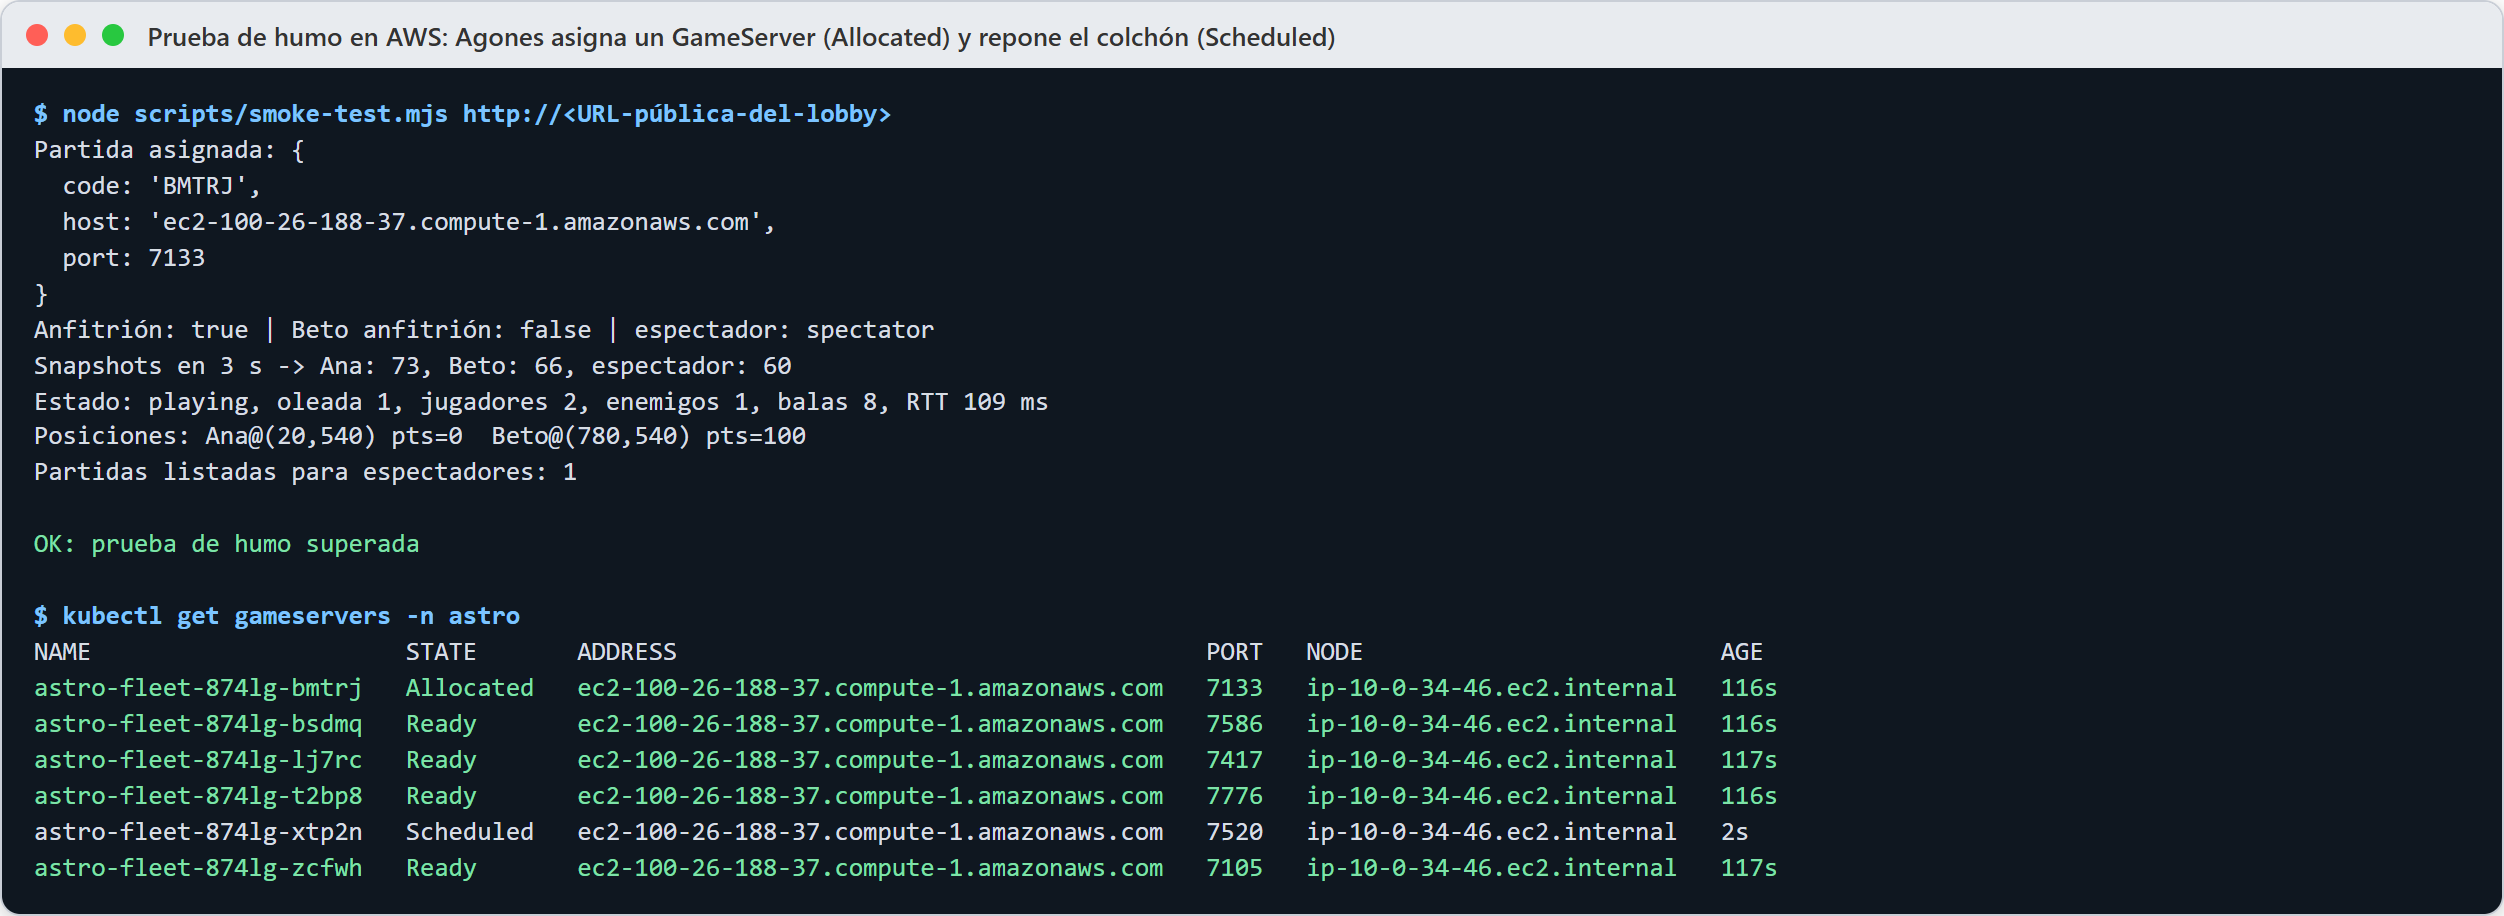 Prueba de humo en AWS: Agones asigna un GameServer (Allocated) y repone el colchón (Scheduled)
$ node scripts/smoke-test.mjs http://<URL-pública-del-lobby>
Partida asignada: {
  code: 'BMTRJ',
  host: 'ec2-100-26-188-37.compute-1.amazonaws.com',
  port: 7133
}
Anfitrión: true | Beto anfitrión: false | espectador: spectator
Snapshots en 3 s -> Ana: 73, Beto: 66, espectador: 60
Estado: playing, oleada 1, jugadores 2, enemigos 1, balas 8, RTT 109 ms
Posiciones: Ana@(20,540) pts=0  Beto@(780,540) pts=100
Partidas listadas para espectadores: 1
OK: prueba de humo superada
$ kubectl get gameservers -n astro
NAME                      STATE       ADDRESS                                     PORT   NODE                         AGE
astro-fleet-874lg-bmtrj   Allocated   ec2-100-26-188-37.compute-1.amazonaws.com   7133   ip-10-0-34-46.ec2.internal   116s
astro-fleet-874lg-bsdmq   Ready       ec2-100-26-188-37.compute-1.amazonaws.com   7586   ip-10-0-34-46.ec2.internal   116s
astro-fleet-874lg-lj7rc   Ready       ec2-100-26-188-37.compute-1.amazonaws.com   7417   ip-10-0-34-46.ec2.internal   117s
astro-fleet-874lg-t2bp8   Ready       ec2-100-26-188-37.compute-1.amazonaws.com   7776   ip-10-0-34-46.ec2.internal   116s
astro-fleet-874lg-xtp2n   Scheduled   ec2-100-26-188-37.compute-1.amazonaws.com   7520   ip-10-0-34-46.ec2.internal   2s
astro-fleet-874lg-zcfwh   Ready       ec2-100-26-188-37.compute-1.amazonaws.com   7105   ip-10-0-34-46.ec2.internal   117s